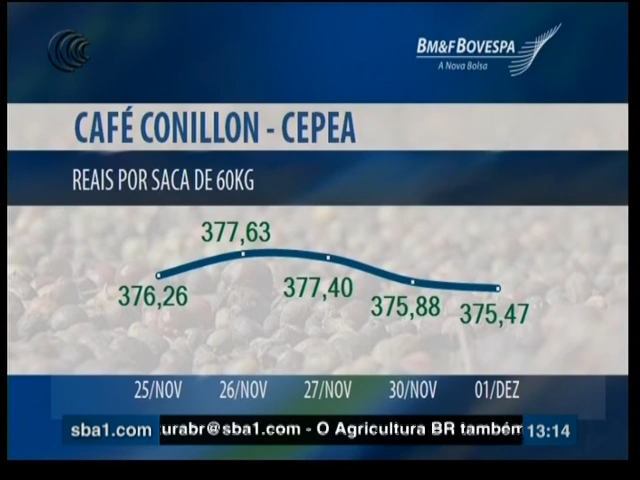 BM&FBOVESPA
A Nova Bolsa
CAFÉ CONILLON - CEPEA
REAIS POR SACA DE 60KG
377,63
376,26
377,40
375,88
375,47
25/NOV 26/NOV 27/NOV 30/NOV 01/DEZ
sba1.com urabr@sba1.com - O Agricultura BR também 13:14